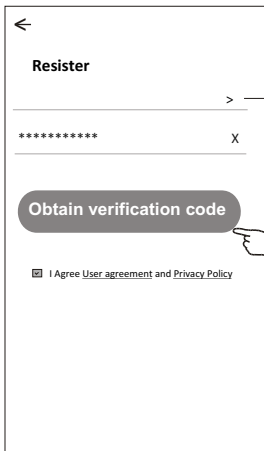 Resister
>
*********** X
Obtain verification code
I Agree User agreement and Privacy Policy